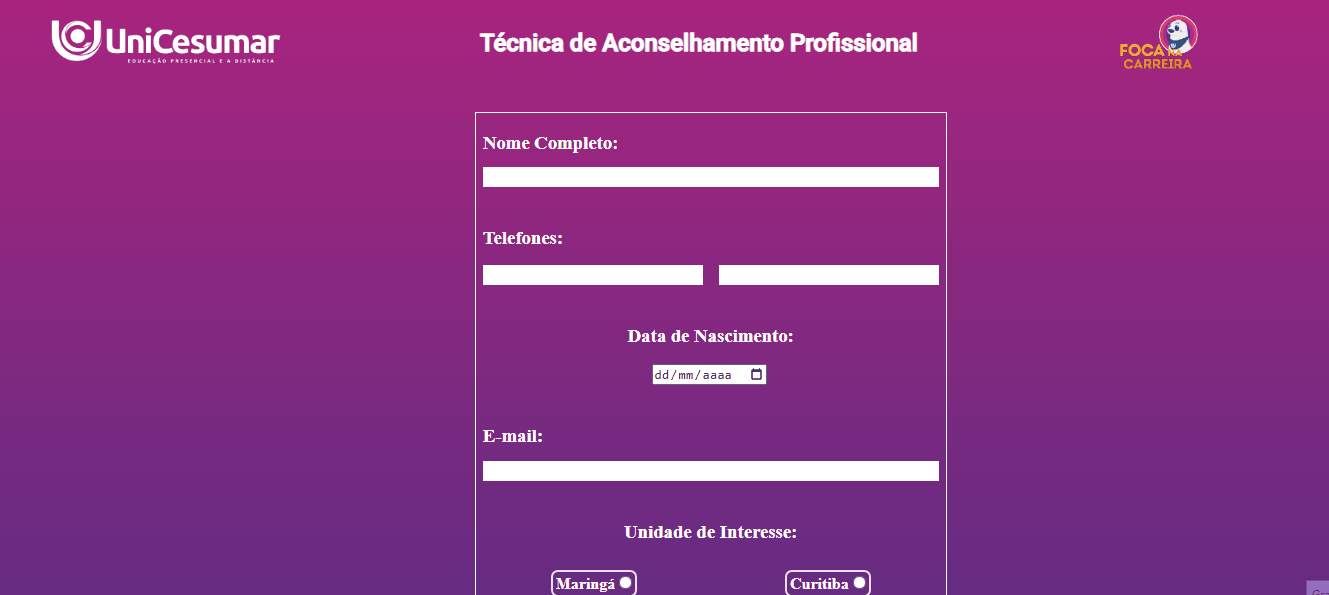 UniCesumar
EDUCAÇÃO PRESENCIAL E A DISTÂNCIA
Técnica de Aconselhamento Profissional
FOCA NA
CARREIRA
Nome Completo:
Telefones:
Data de Nascimento:
dd/mm/aaaa
E-mail:
Unidade de Interesse:
Maringá
Curitiba